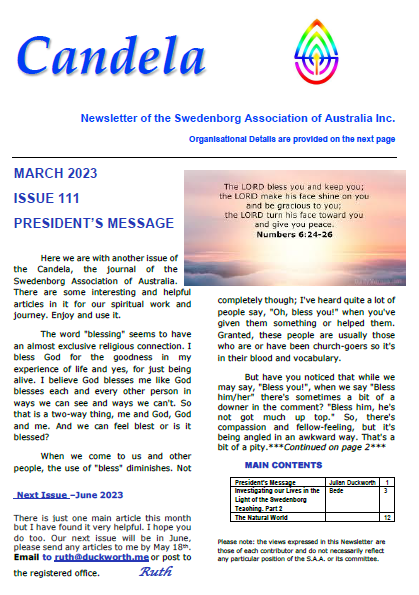 Candela
Newsletter of the Swedenborg Association of Australia Inc.
Organisational Details are provided on the next page
MARCH 2023
ISSUE 111
PRESIDENT'S MESSAGE
Here we are with another issue of
the Candela, the journal of the
Swedenborg Association of Australia.
There are some interesting and helpful
articles in it for our spiritual work and
journey. Enjoy and use it.
The word "blessing" seems to have
an almost exclusive religious connection. I
bless God for the goodness in my
experience of life and yes, for just being
alive. I believe God blesses me like God
blesses each and every other person in
ways we can see and ways we can't. So
that is a two-way thing, me and God, God
and me. And we can feel blest or is it
blessed?
When we come to us and other
people, the use of "bless" diminishes. Not
Next Issue –June 2023
There is just one main article this month
but I have found it very helpful. I hope you
do too. Our next issue will be in June,
please send any articles to me by May 18th.
Email to ruth@duckworth.me or post to
the registered office. Ruth
The LORD bless you and keep you;
the LORD make his face shine on you
and be gracious to you;
the LORD turn his face toward you
and give you peace.
Numbers 6:24-26
completely though; I've heard quite a lot of
people say, "Oh, bless you!" when you've
given them something or helped them.
Granted, these people are usually those
who are or have been church-goers so it's
in their blood and vocabulary.
But have you noticed that while we
may say, "Bless you!", when we say "Bless
him/her" there's sometimes a bit of a
downer in the comment? "Bless him, he's
not got much up top." So, there's
compassion and fellow-feeling, but it's
being angled in an awkward way. That's a
bit of a pity.***Continued on page 2***
MAIN CONTENTS
President's Message Julian Duckworth 1
Investigating our Lives in the Bede 3
Light of the Swedenborg
Teaching. Part 2
The Natural World 12
Please note: the views expressed in this Newsletter are
those of each contributor and do not necessarily reflect
any particular position of the S.A.A. or its committee.